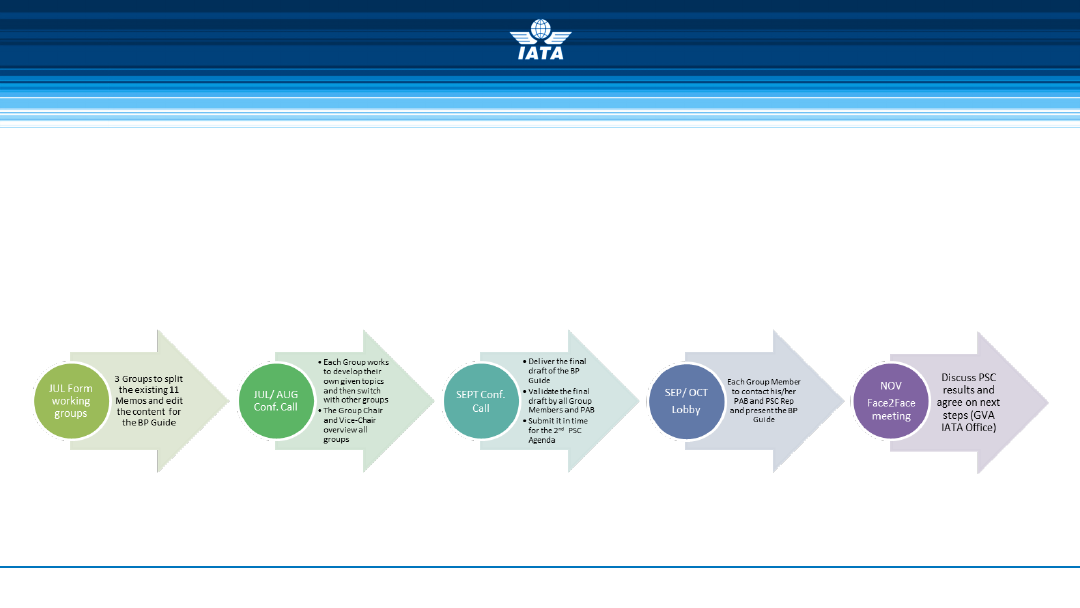 IATA
JUL Form
working
groups
3 Groups to split
the existing 11
Memos and edit
the content for
the BP Guide
JUL/ AUG
Conf. Call
• Each Group works
to develop their
own given topics
and then switch
with other groups
• The Group Chair
and Vice-Chair
overview all
groups
SEPT Conf.
Call
• Deliver the final
draft of the BP
Guide
• Validate the final
draft by all Group
Members and PAB
• Submit it in time
for the 2nd PSC
Agenda
SEP/ OCT
Lobby
Each Group Member
to contact his/her
PAB and PSC Rep
and present the BP
Guide
NOV
Face2Face
meeting
Discuss PSC
results and
agree on next
steps (GVA
IATA Office)